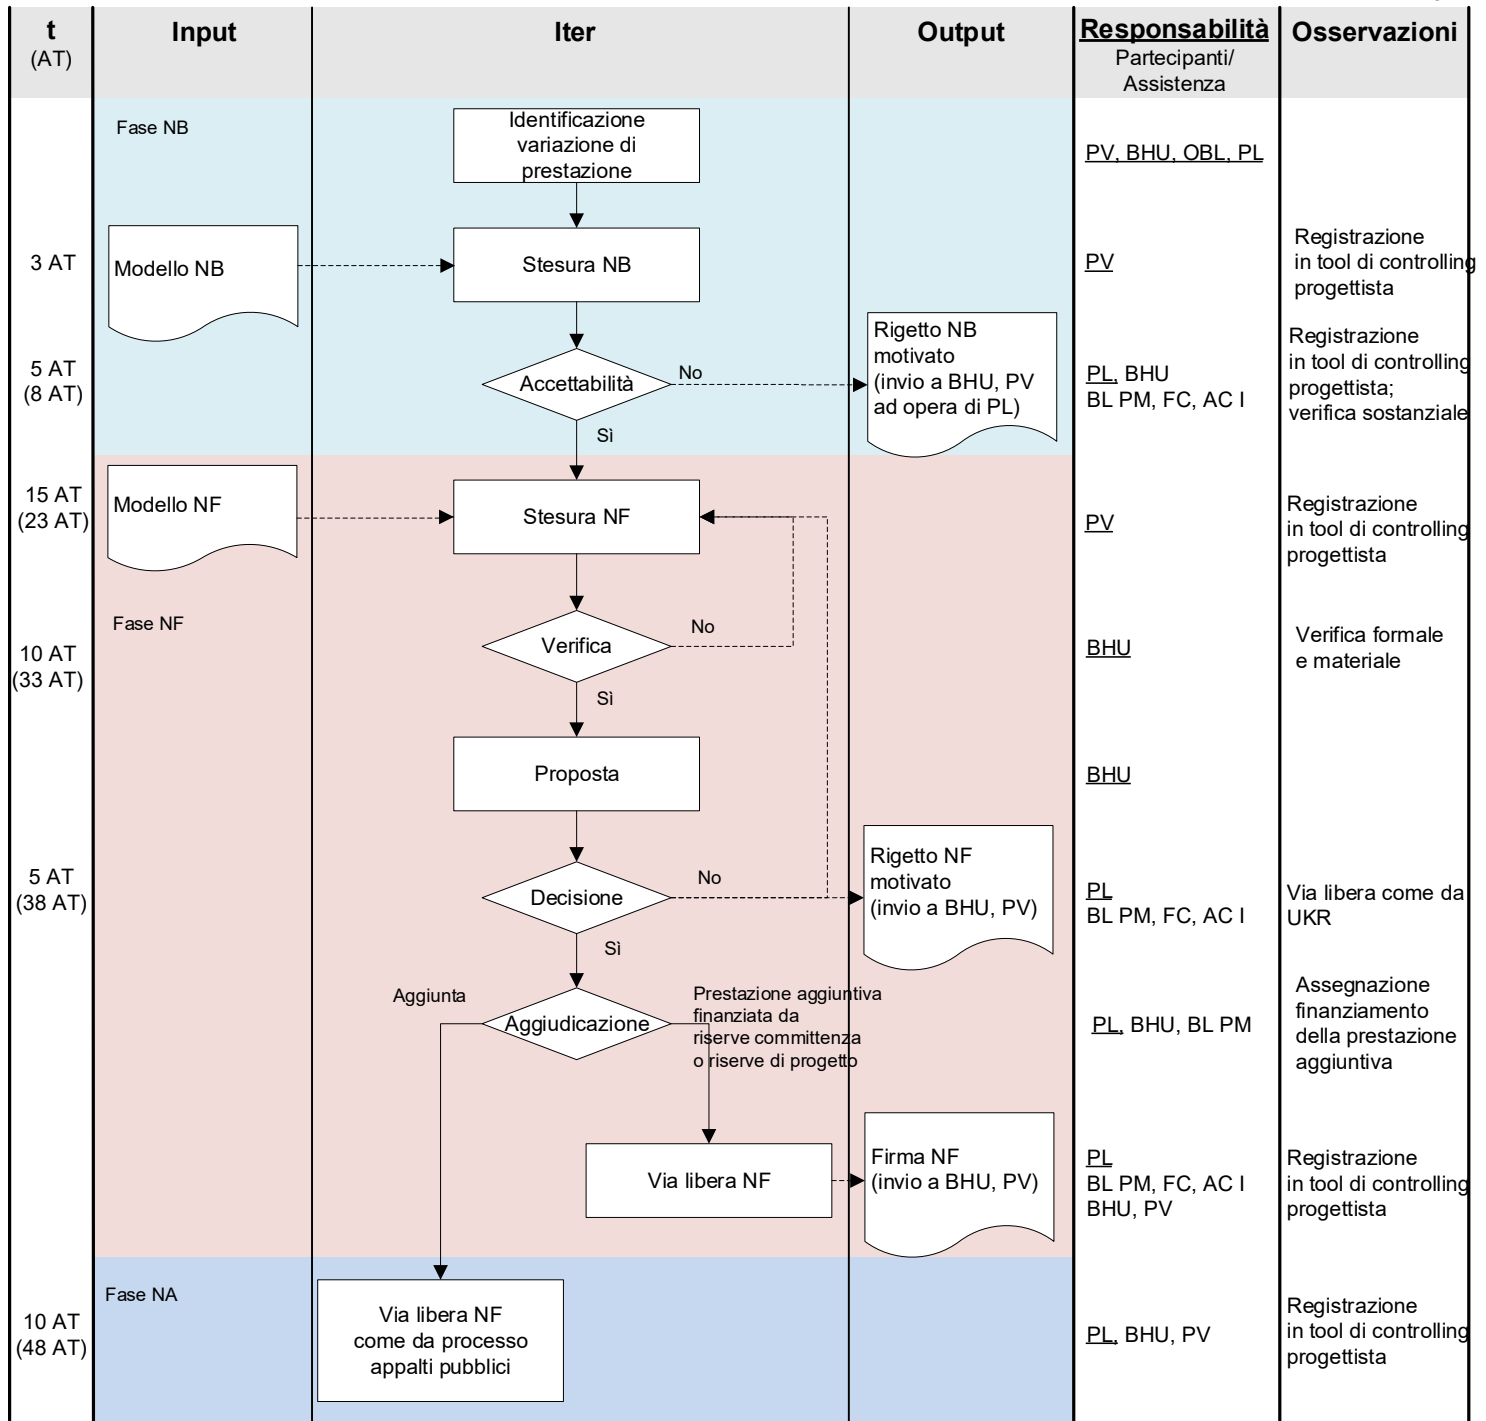 t
(AT)
Input
Iter
Output
Responsabilità
Partecipanti/
Assistenza
Osservazioni
Fase NB
Identificazione
variazione di
prestazione
PV, BHU, OBL, PL
3 AT
Modello NB
Stesura NB
PV
Registrazione
in tool di controlling
progettista
5 AT
(8 AT)
Accettabilità
No
Sì
Rigetto NB
motivato
(invio a BHU, PV
ad opera di PL)
PL, BHU
BL PM, FC, AC I
Registrazione
in tool di controlling
progettista;
verifica sostanziale
15 AT
(23 AT)
Modello NF
Stesura NF
PV
Registrazione
in tool di controlling
progettista
Fase NF
10 AT
(33 AT)
Verifica
No
Sì
BHU
Verifica formale
e materiale
Proposta
BHU
5 AT
(38 AT)
Decisione
No
Sì
Rigetto NF
motivato
(invio a BHU, PV)
PL
BL PM, FC, AC I
Via libera come da
UKR
Aggiunta
Aggiudicazione
Prestazione aggiuntiva
finanziata da
riserve committenza
o riserve di progetto
PL, BHU, BL PM
Assegnazione
finanziamento
della prestazione
aggiuntiva
Via libera NF
Firma NF
(invio a BHU, PV)
PL
BL PM, FC, AC I
BHU, PV
Registrazione
in tool di controlling
progettista
Fase NA
10 AT
(48 AT)
Via libera NF
come da processo
appalti pubblici
PL, BHU, PV
Registrazione
in tool di controlling
progettista